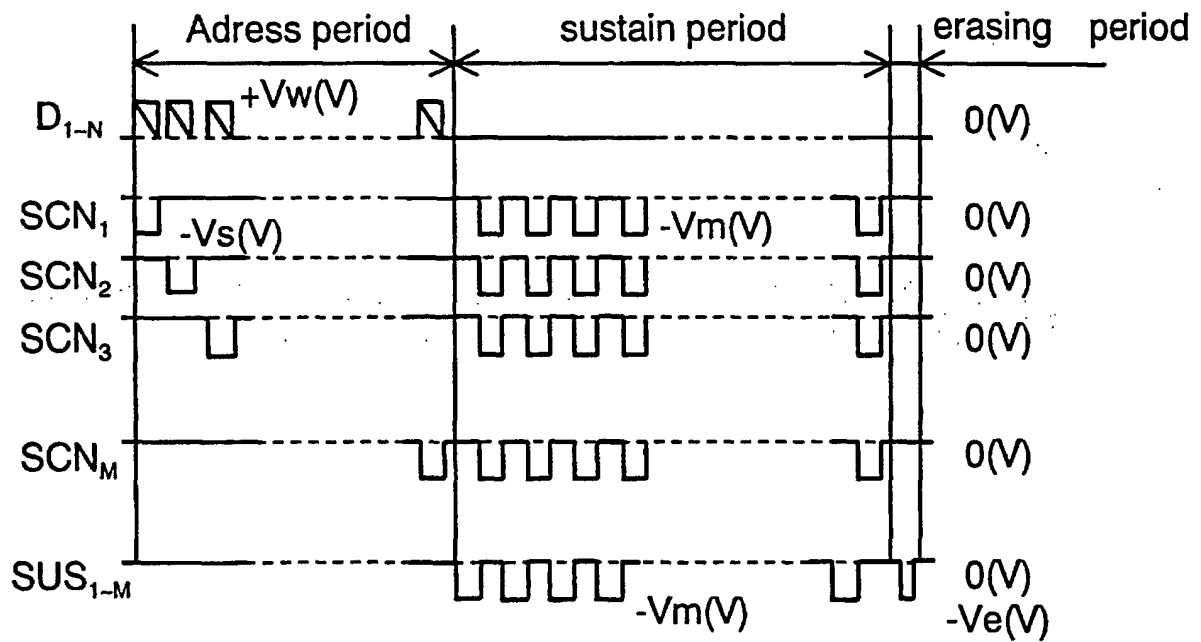 Adress period
sustain period
erasing period
D1~N
+Vw(V)
0(V)
SCN1
-Vs(V)
-Vm(V)
0(V)
SCN2
0(V)
SCN3
0(V)
SCNM
0(V)
SUS1~M
-Vm(V)
0(V)
-Ve(V)